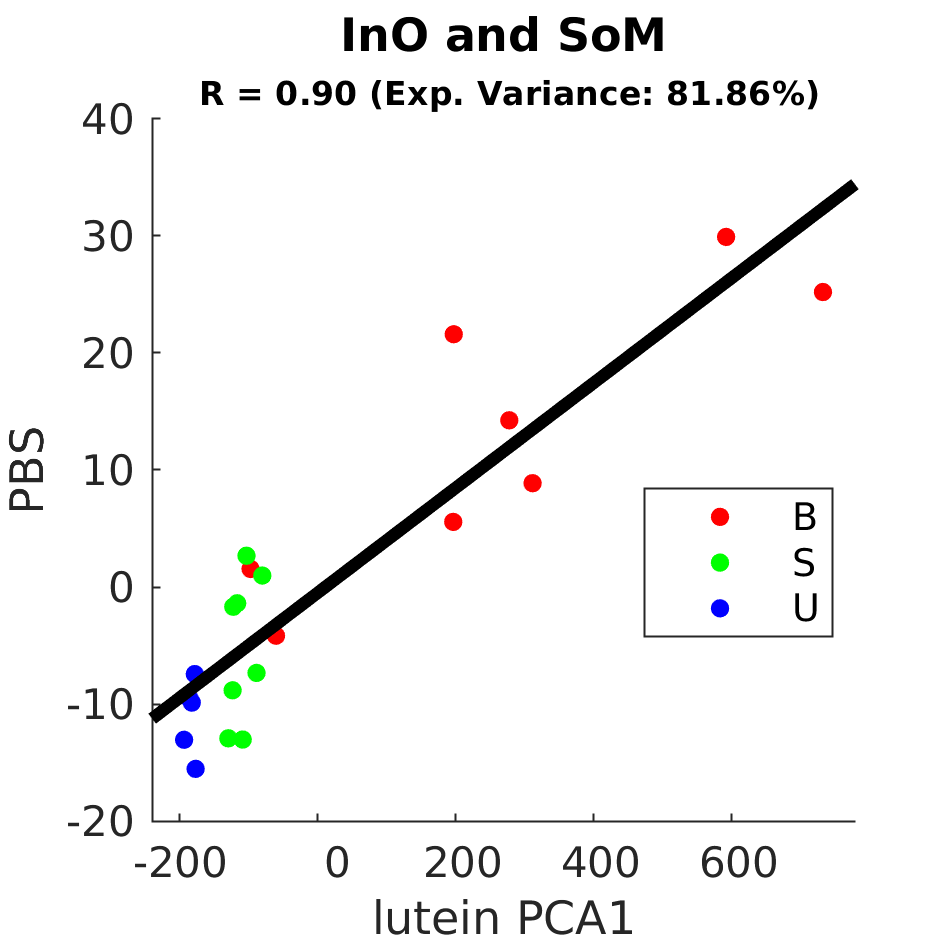 InO and SoM
R = 0.90 (Exp. Variance: 81.86%)
40
30
20
10
0
-10
-20
PBS
B
S
U
-200 0 200 400 600
lutein PCA1